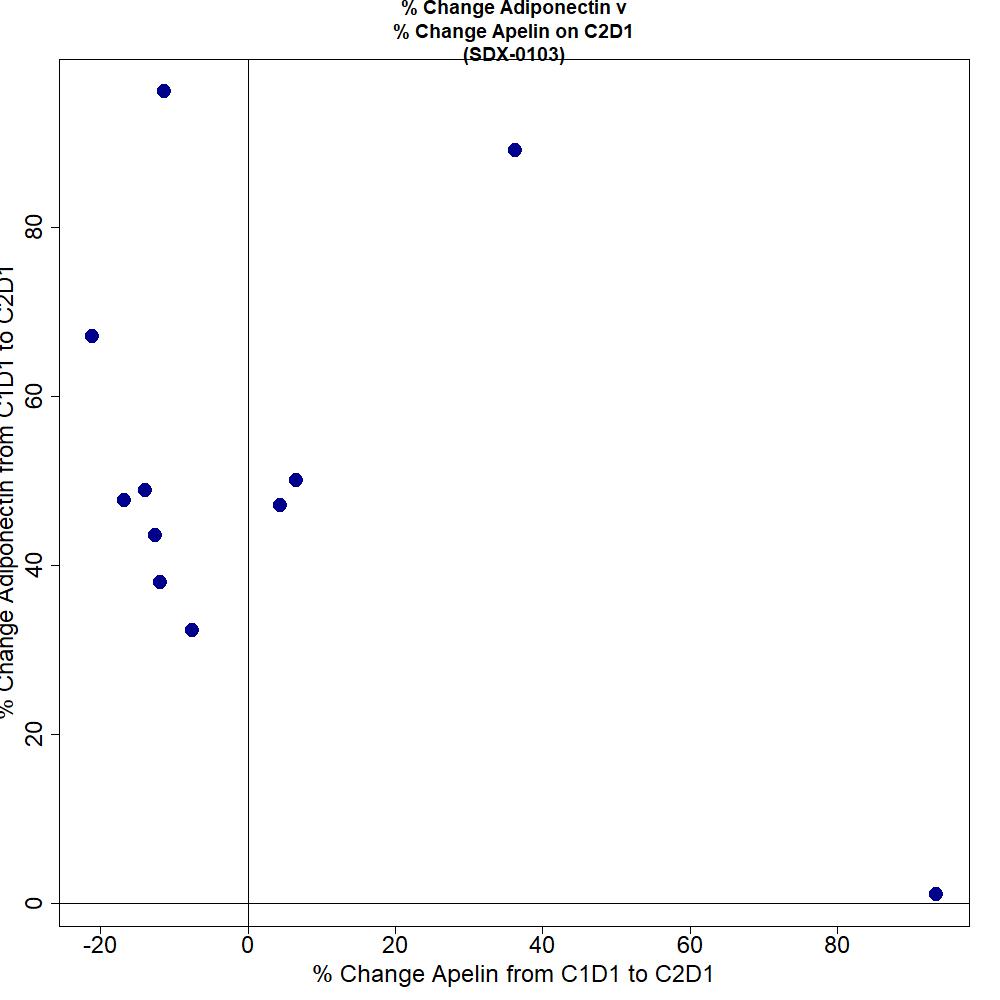 % Change Adiponectin v
% Change Apelin on C2D1
(SDX-0103)
% Change Adiponectin from C1D1 to C2D1
80
60
40
20
0
-20 0 20 40 60 80
% Change Apelin from C1D1 to C2D1